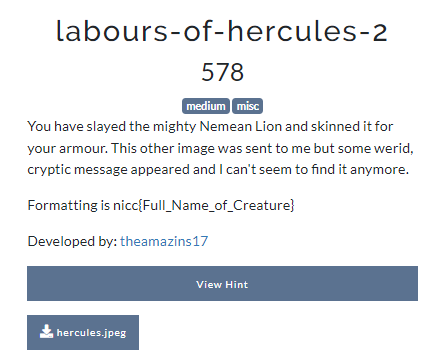 labours-of-hercules-2
578
medium misc
You have slayed the mighty Nemean Lion and skinned it for
your armour. This other image was sent to me but some werid,
cryptic message appeared and I can't seem to find it anymore.
Formatting is nicc{Full_Name_of_Creature}
Developed by: theamazins17
View Hint
hercules.jpeg